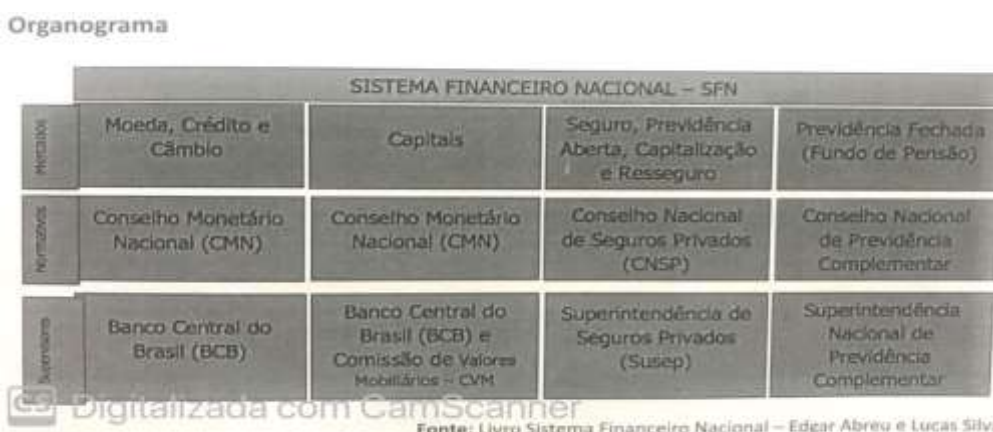 Organograma
SISTEMA FINANCEIRO NACIONAL – SFN
Mercados
Moeda, Crédito e
Câmbio
Capitais
Seguro, Previdência
Aberta, Capitalização
e Resseguro
Previdência Fechada
(Fundo de Pensão)
Normativos
Conselho Monetário
Nacional (CMN)
Conselho Monetário
Nacional (CMN)
Conselho Nacional
de Seguros Privados
(CNSP)
Conselho Nacional
de Previdência
Complementar
Supervisores
Banco Central do
Brasil (BCB)
Banco Central do
Brasil (BCB) e
Comissão de Valores
Mobiliários – CVM
Superintendência de
Seguros Privados
(Susep)
Superintendência
Nacional de
Previdência
Complementar
CS Digitalizada com CamScanner
Fonte: Livro Sistema Financeiro Nacional – Edgar Abreu e Lucas Silva